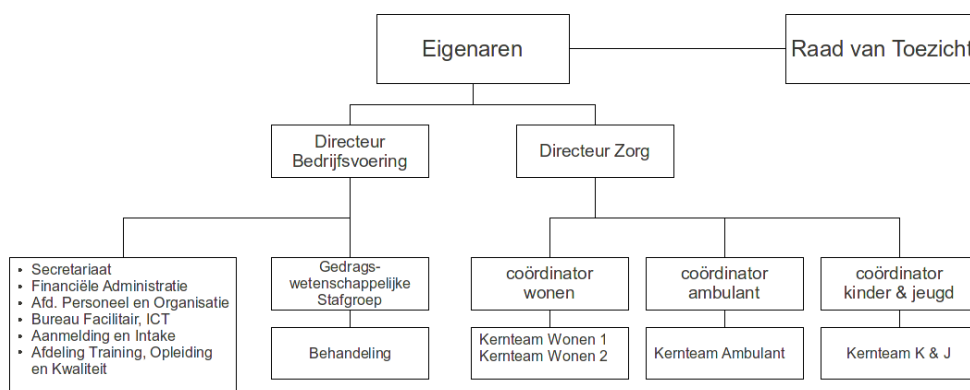 Eigenaren
Raad van Toezicht
Directeur
Bedrijfsvoering
Directeur Zorg
• Secretariaat
• Financiële Administratie
• Afd. Personeel en Organisatie
• Bureau Facilitair, ICT
• Aanmelding en Intake
• Afdeling Training, Opleiding
en Kwaliteit
Gedrags-
wetenschappelijke
Stafgroep
coördinator
wonen
coördinator
ambulant
coördinator
kinder & jeugd
Behandeling
Kernteam Wonen 1
Kernteam Wonen 2
Kernteam Ambulant
Kernteam K & J